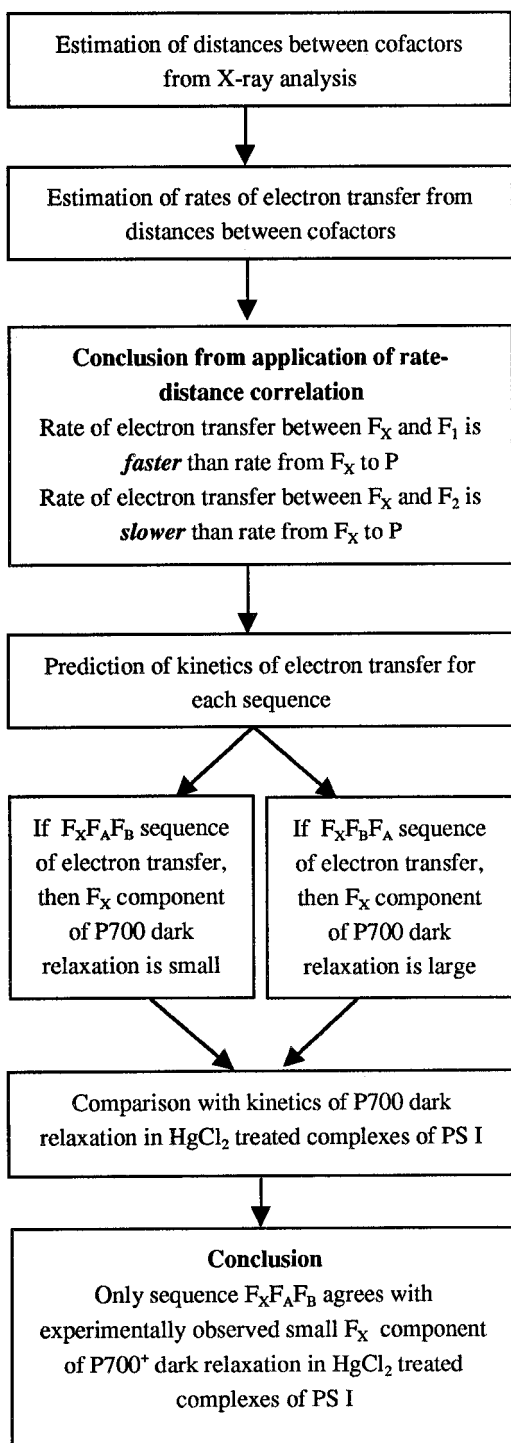 Estimation of distances between cofactors
from X-ray analysis
Estimation of rates of electron transfer from
distances between cofactors
Conclusion from application of rate-
distance correlation
Rate of electron transfer between F_X and F_1 is
faster than rate from F_X to P
Rate of electron transfer between F_X and F_2 is
slower than rate from F_X to P
Prediction of kinetics of electron transfer for
each sequence
If F_XF_AF_B sequence
of electron transfer,
then F_X component
of P700 dark
relaxation is small
If F_XF_BF_A sequence
of electron transfer,
then F_X component
of P700 dark
relaxation is large
Comparison with kinetics of P700 dark
relaxation in HgCl₂ treated complexes of PS I
Conclusion
Only sequence F_XF_AF_B agrees with
experimentally observed small F_X component
of P700⁺ dark relaxation in HgCl₂ treated
complexes of PS I